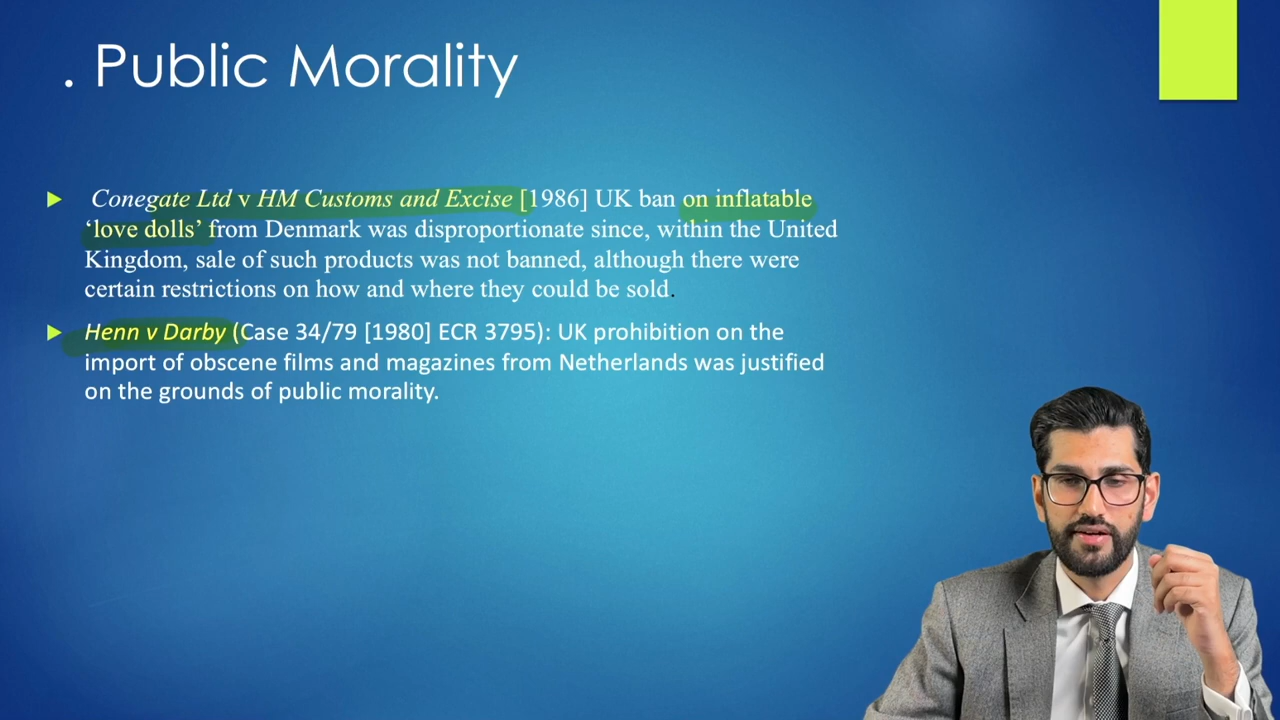 . Public Morality
Conegate Ltd v HM Customs and Excise [1986] UK ban on inflatable
‘love dolls’ from Denmark was disproportionate since, within the United
Kingdom, sale of such products was not banned, although there were
certain restrictions on how and where they could be sold.
Henn v Darby (Case 34/79 [1980] ECR 3795): UK prohibition on the
import of obscene films and magazines from Netherlands was justified
on the grounds of public morality.